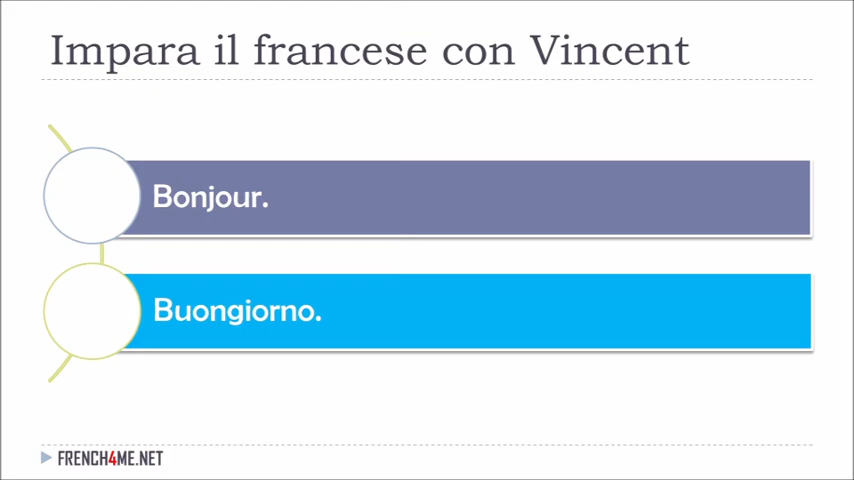 Impara il francese con Vincent
Bonjour.
Buongiorno.
FRENCH4ME.NET